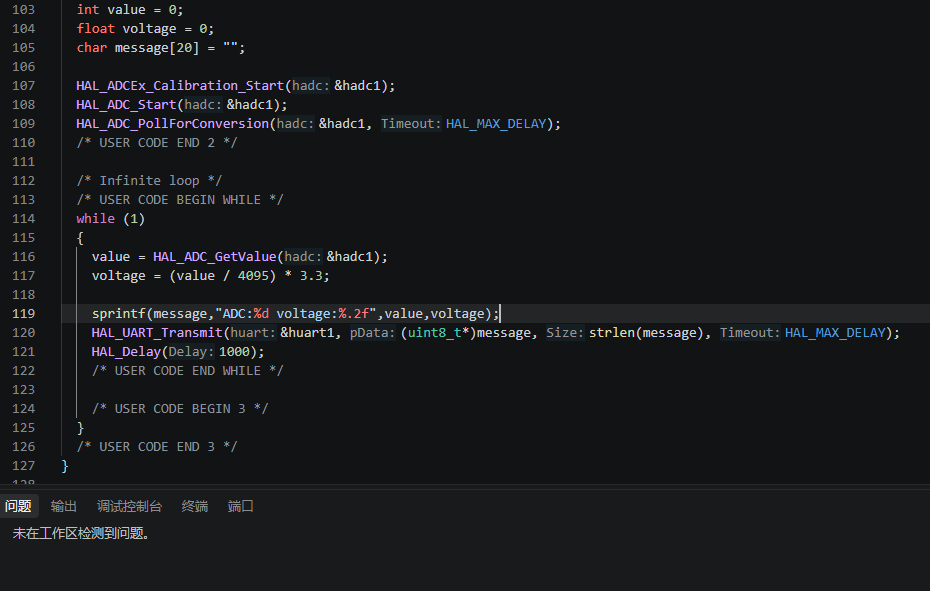 103 int value = 0;
104 float voltage = 0;
105 char message[20] = "";
106
107 HAL_ADCEx_Calibration_Start(hadc: &hadc1);
108 HAL_ADC_Start(hadc: &hadc1);
109 HAL_ADC_PollForConversion(hadc: &hadc1, Timeout: HAL_MAX_DELAY);
110 /* USER CODE END 2 */
111
112 /* Infinite loop */
113 /* USER CODE BEGIN WHILE */
114 while (1)
115 {
116 value = HAL_ADC_GetValue(hadc: &hadc1);
117 voltage = (value / 4095) * 3.3;
118
119 sprintf(message,"ADC:%d voltage:%.2f",value,voltage);
120 HAL_UART_Transmit(huart: &huart1, pData: (uint8_t*)message, Size: strlen(message), Timeout: HAL_MAX_DELAY);
121 HAL_Delay(Delay: 1000);
122 /* USER CODE END WHILE */
123
124 /* USER CODE BEGIN 3 */
125 }
126 /* USER CODE END 3 */
127 }
128
问题 输出 调试控制台 终端 端口
未在工作区检测到问题。